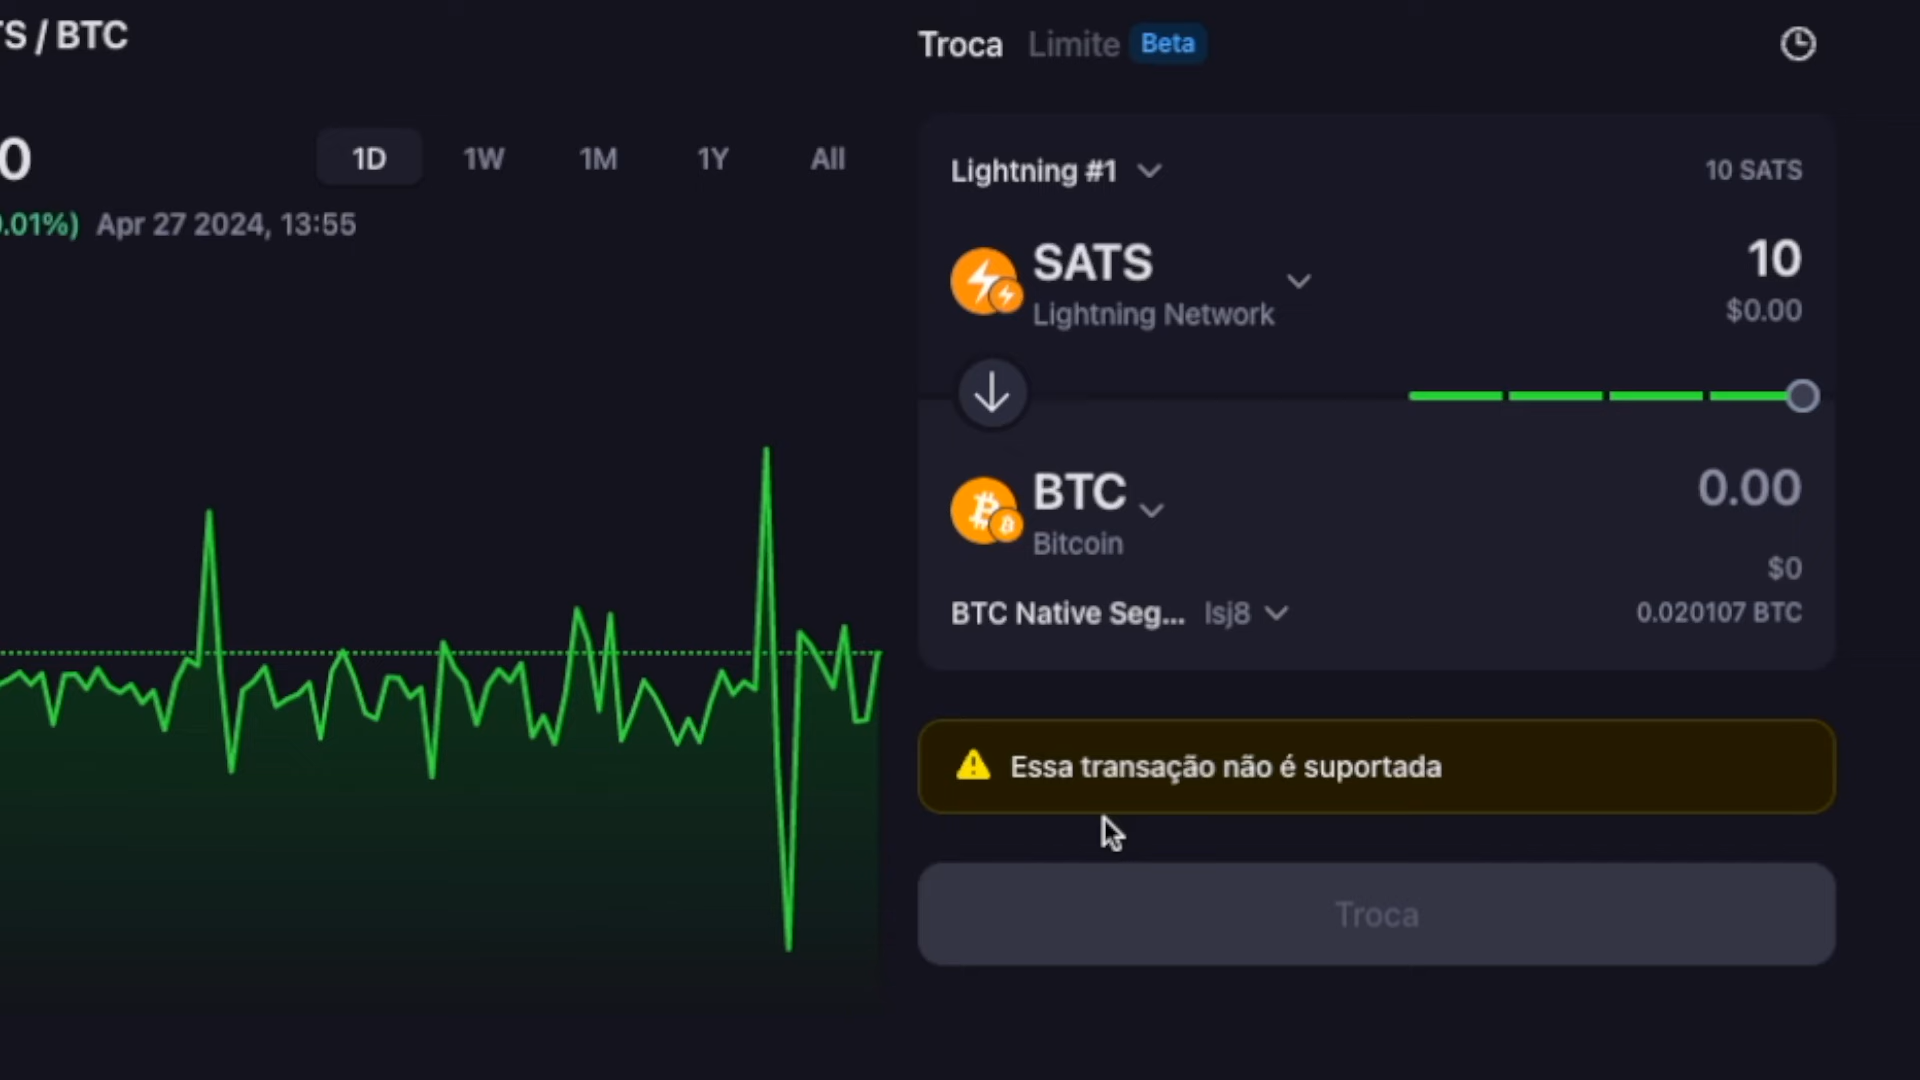 TS / BTC
0
1D 1W 1M 1Y All
0.01%) Apr 27 2024, 13:55
Troca Limite Beta
Lightning #1 10 SATS
SATS 10
Lightning Network $0.00
BTC 0.00
Bitcoin
$0
BTC Native Seg... lsj8 0.020107 BTC
Essa transação não é suportada
Troca